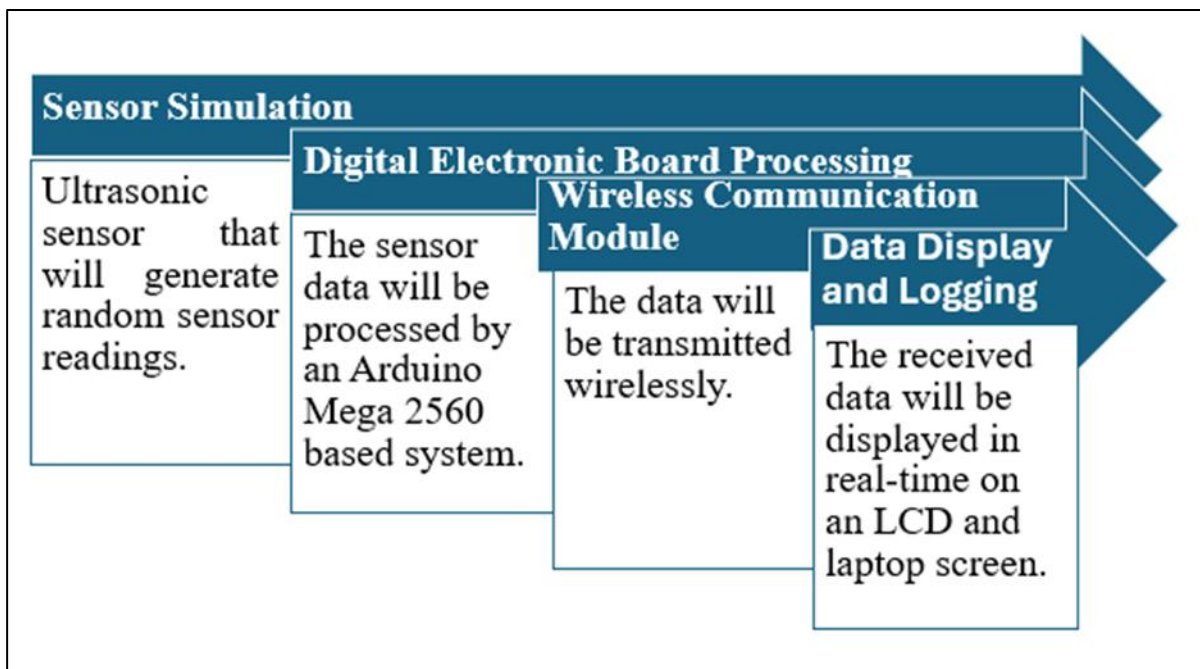 Sensor Simulation
Ultrasonic
sensor that
will generate
random sensor
readings.
Digital Electronic Board Processing
The sensor
data will be
processed by
an Arduino
Mega 2560
based system.
Wireless Communication
Module
The data will
be transmitted
wirelessly.
Data Display
and Logging
The received
data will be
displayed in
real-time on
an LCD and
laptop screen.